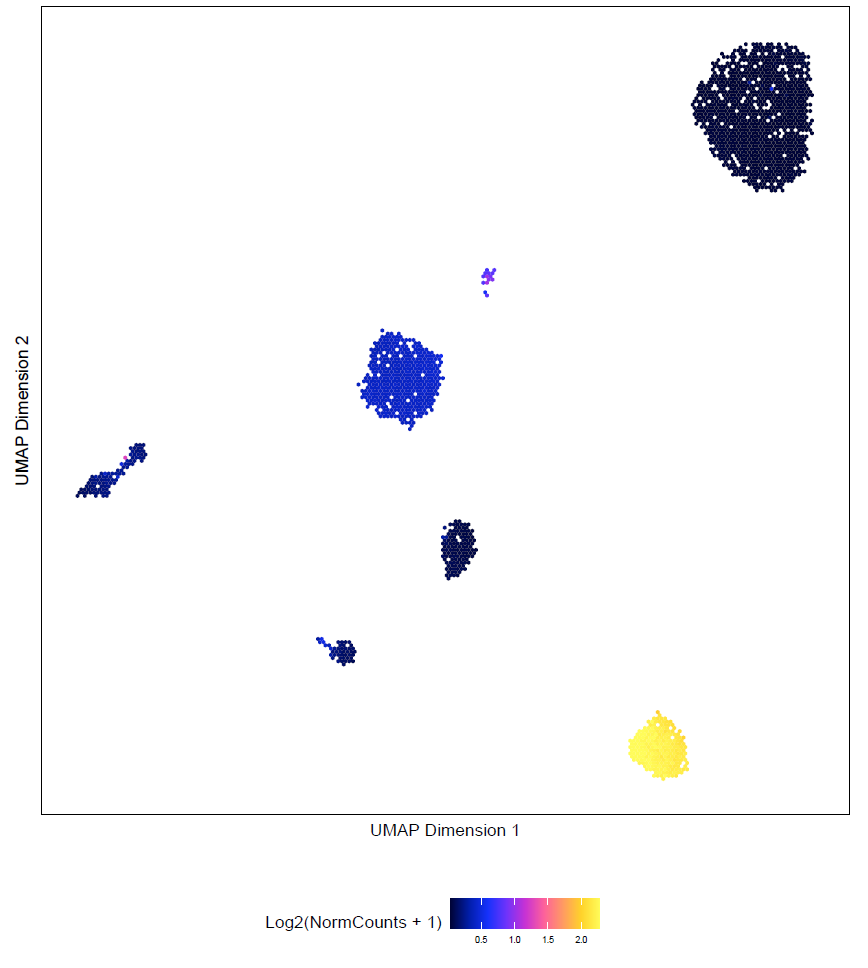 UMAP Dimension 2
UMAP Dimension 1
Log2(NormCounts + 1)
0.5 1.0 1.5 2.0